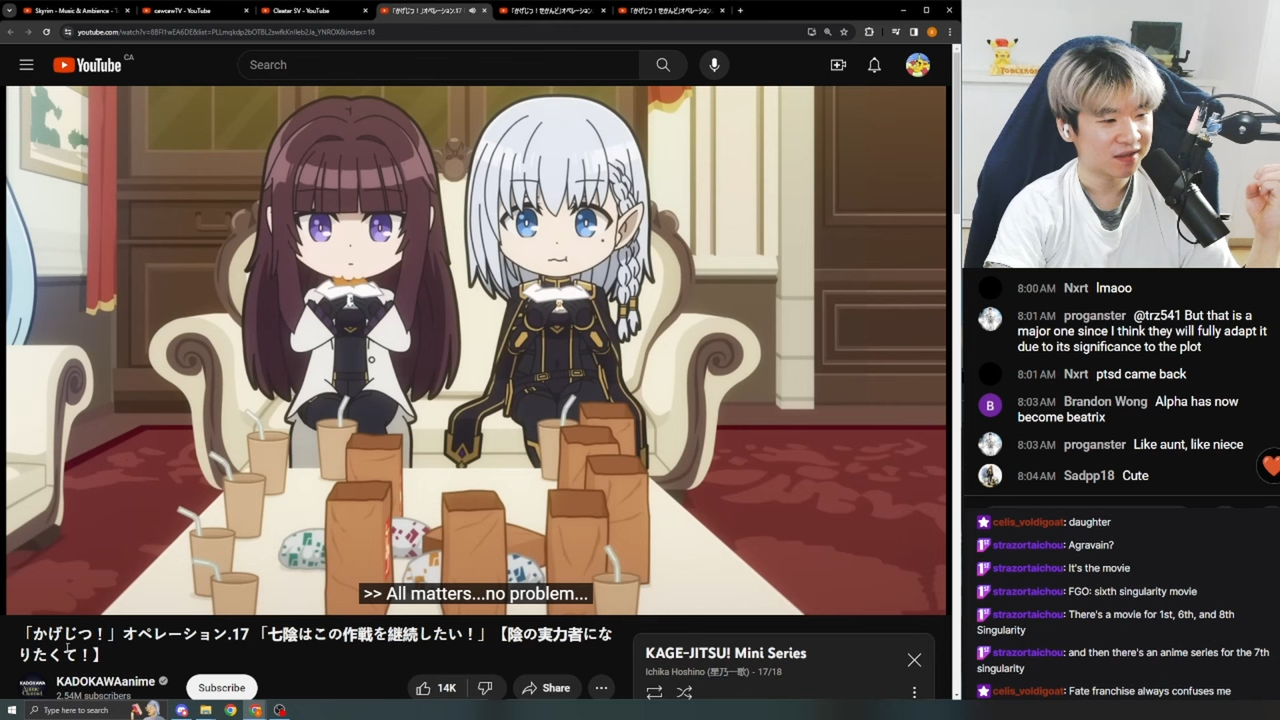 Skyrim - Music & Ambience - T
cawcawTV - YouTube
Cleater SV - YouTube
「かげじつ！」オペレーション.17
「かげじつ！せかんど」オペレーション
「かげじつ！せかんど」オペレーション
YouTube CA
Search
TOBLERONE
>> All matters...no problem...
「かげじつ！」オペレーション.17 「七陰はこの作戦を継続したい！」【陰の実力者にな
りたくて！】
KADOKAWAanime
2.54M subscribers
Subscribe
14K
Share
KAGE-JITSU! Mini Series
Ichika Hoshino (星乃一歌) - 17/18
8:00 AM Nxrt lmaoo
8:01 AM proganster @trz541 But that is a
major one since I think they will fully adapt it
due to its significance to the plot
8:01 AM Nxrt ptsd came back
8:03 AM Brandon Wong Alpha has now
become beatrix
8:03 AM proganster Like aunt, like niece
8:04 AM Sadpp18 Cute
celis_voldigoat: daughter
strazortaichou: Agravain?
strazortaichou: It's the movie
strazortaichou: FGO: sixth singularity movie
strazortaichou: There's a movie for 1st, 6th, and 8th
Singularity
strazortaichou: and then there's an anime series for the 7th
singularity
celis_voldigoat: Fate franchise always confuses me
Type here to search